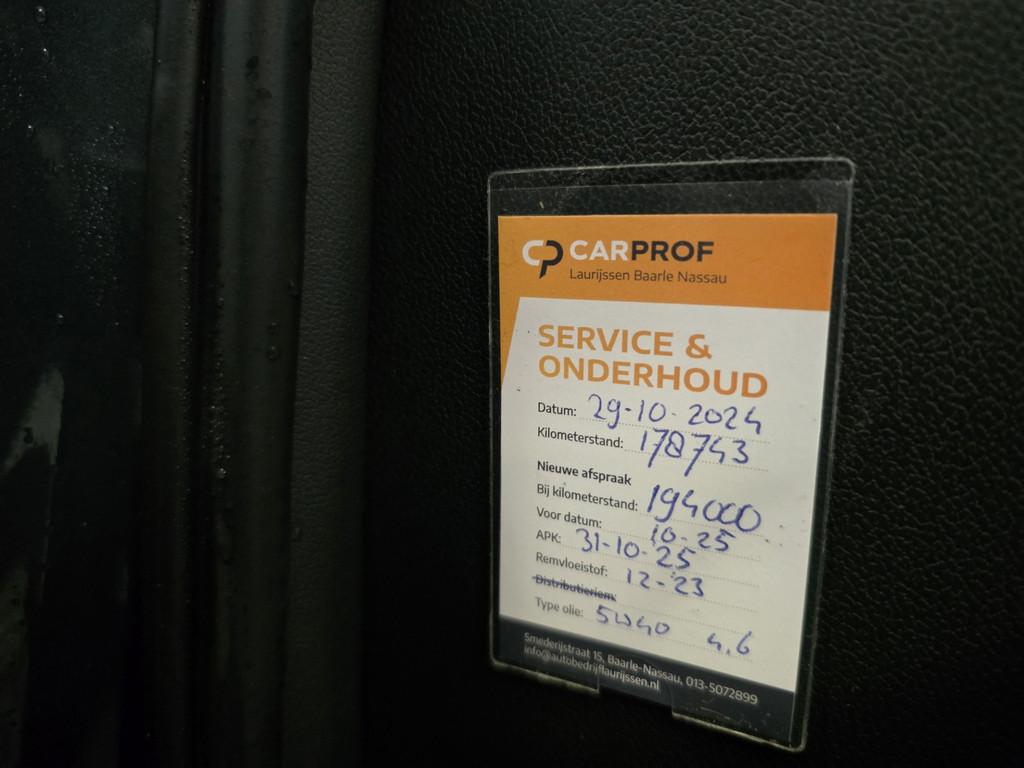 CP CARPROF
Laurijssen Baarle Nassau
SERVICE &
ONDERHOUD
Datum: 29-10-2024
Kilometerstand: 178743
Nieuwe afspraak
Bij kilometerstand: 194000
Voor datum: 10-25
APK: 31-10-25
Remvloeistof: 12-23
Distributieriem:
Type olie: 5W40 4.6
Smederijstraat 15, Baarle-Nassau, 013-5072899
info@autobedrijflaurijssen.nl